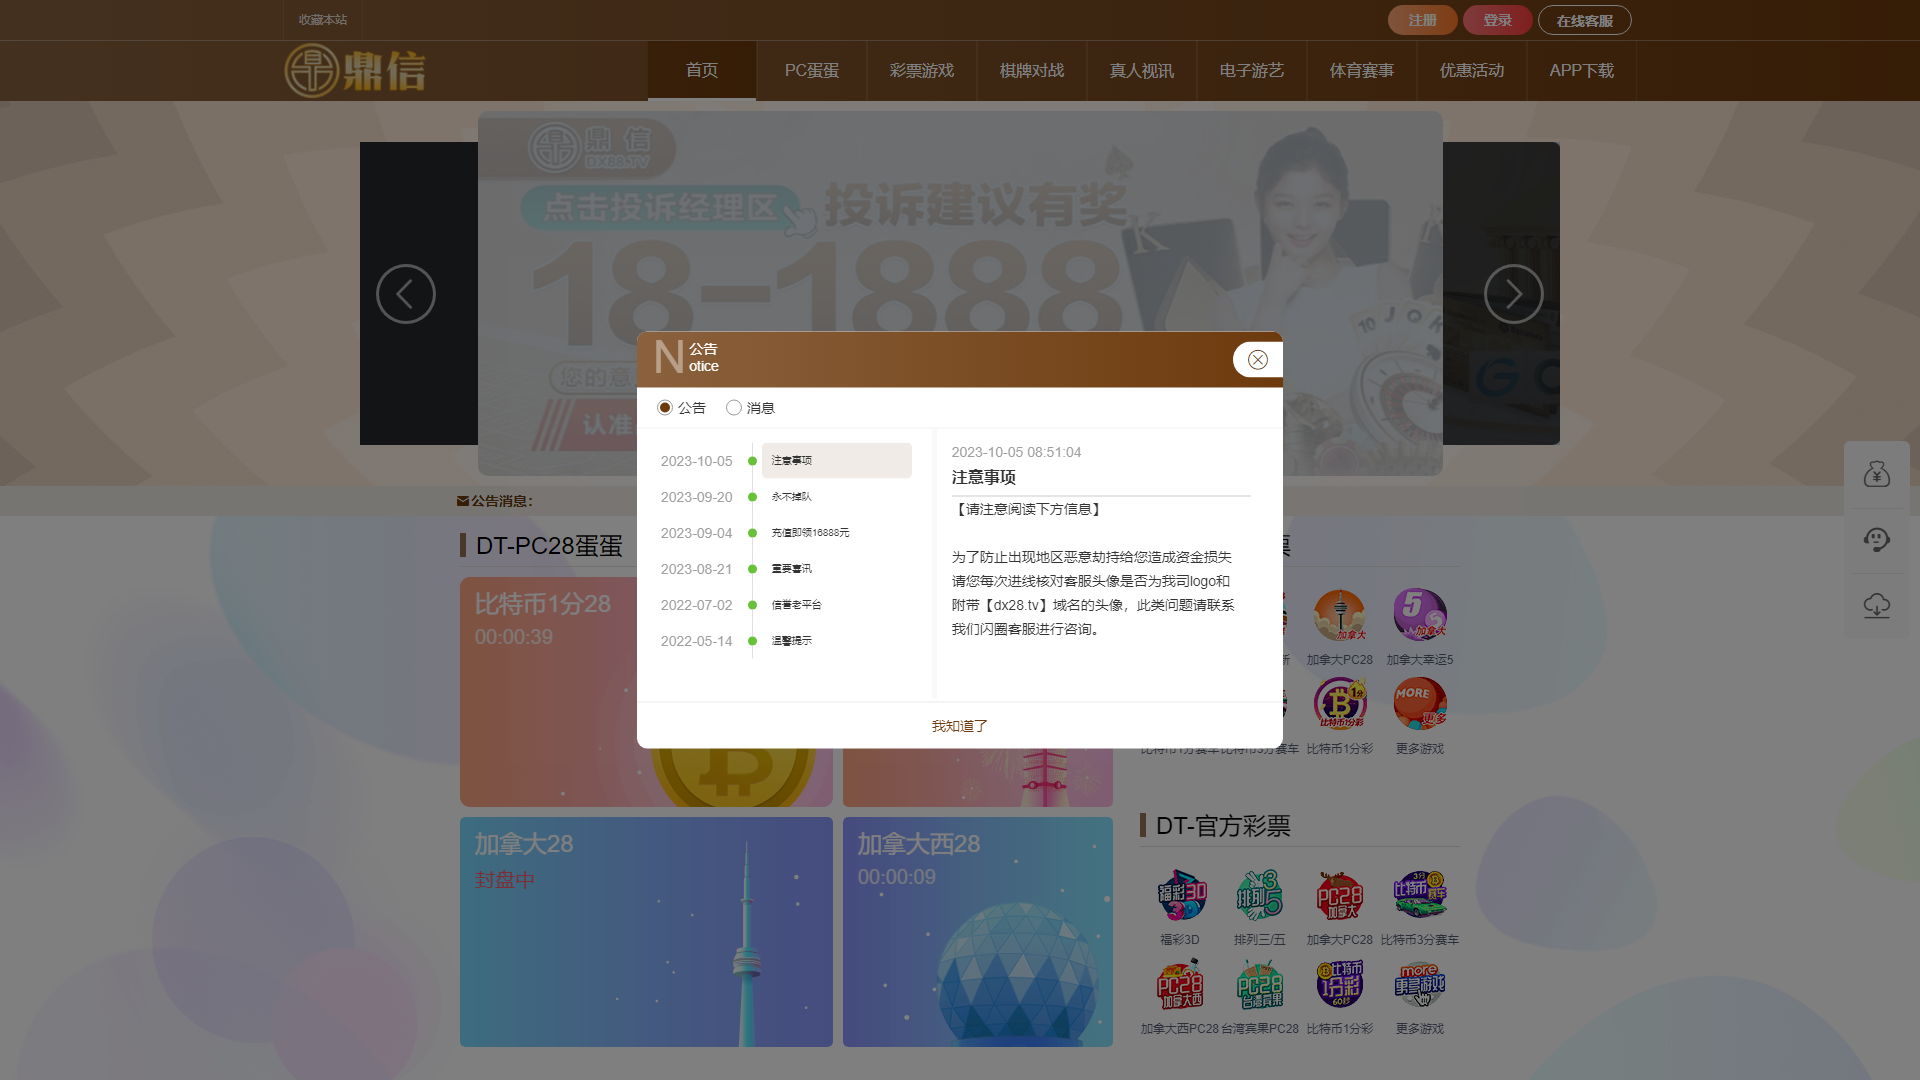 收藏本站
注册
登录
在线客服
鼎信
首页
PC蛋蛋
彩票游戏
棋牌对战
真人视讯
电子游艺
体育赛事
优惠活动
APP下载
鼎信
DX88.TV
点击投诉经理区
投诉建议有奖
18-1888
您的意
认准
N
公告
otice
公告
消息
2023-10-05 注意事项
2023-09-20 永不掉队
2023-09-04 充值即领16888元
2023-08-21 重要喜讯
2022-07-02 信誉老平台
2022-05-14 温馨提示
2023-10-05 08:51:04
注意事项
【请注意阅读下方信息】
为了防止出现地区恶意劫持给您造成资金损失
请您每次进线核对客服头像是否为我司logo和
附带【dx28.tv】域名的头像，此类问题请联系
我们闪圈客服进行咨询。
我知道了
公告消息：
DT-PC28蛋蛋
票
比特币1分28
00:00:39
加拿大28
封盘中
加拿大西28
00:00:09
加拿大PC28
加拿大幸运5
比特币1分赛车
比特币3分赛车
比特币1分彩
更多游戏
DT-官方彩票
福彩3D
排列三/五
加拿大PC28
比特币3分赛车
加拿大西PC28
台湾宾果PC28
比特币1分彩
更多游戏